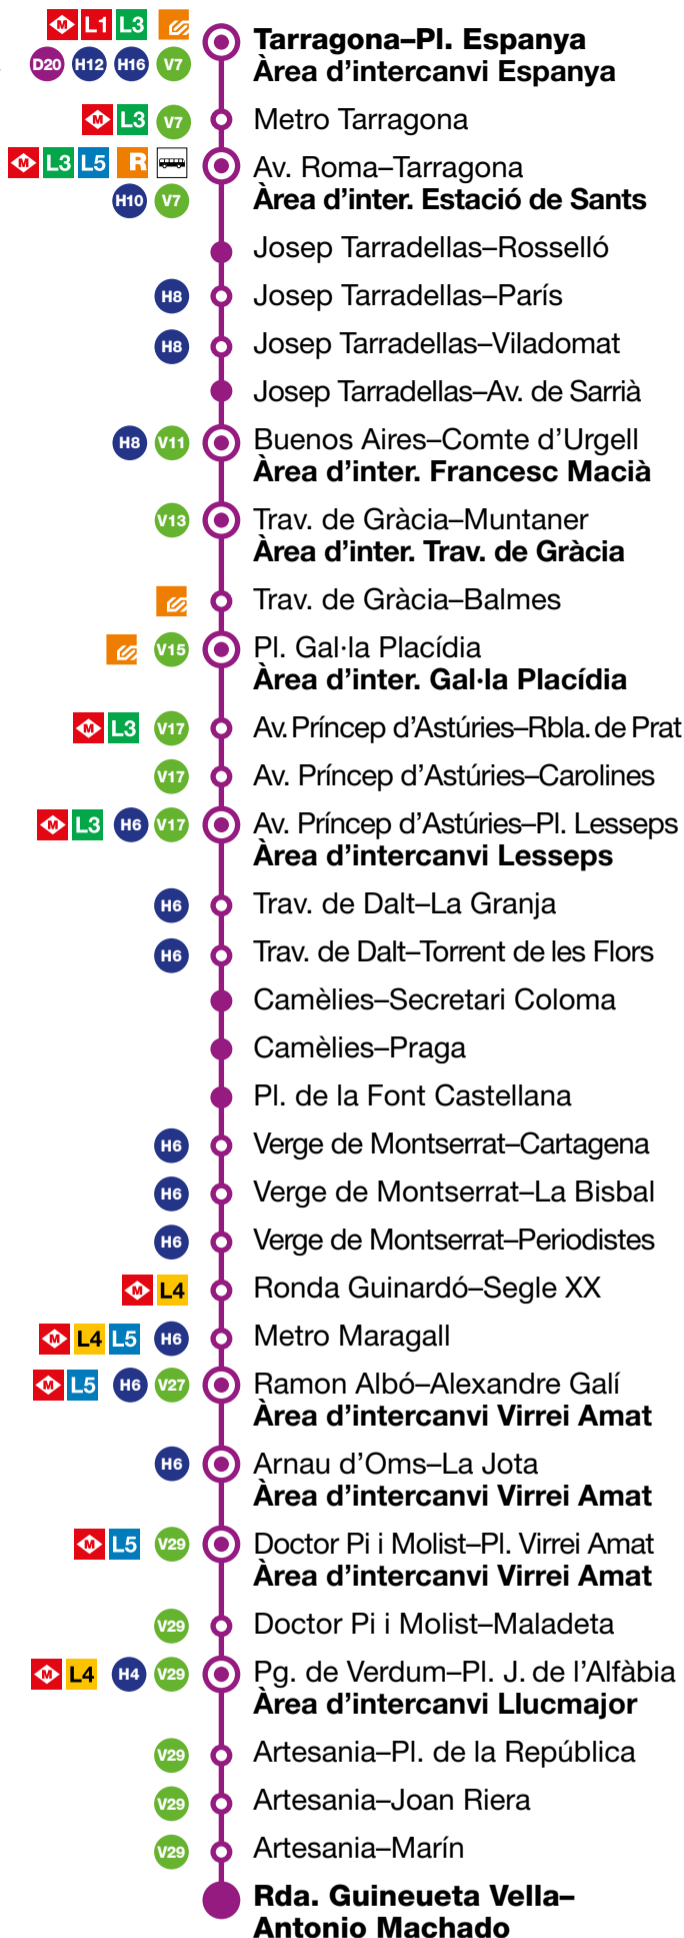 M L1 L3
Tarragona–Pl. Espanya
D20 H12 H16 V7
Àrea d’intercanvi Espanya
M L3 V7 Metro Tarragona
M L3 L5 R Av. Roma–Tarragona
H10 V7 Àrea d’inter. Estació de Sants
Josep Tarradellas–Rosselló
H8 Josep Tarradellas–París
H8 Josep Tarradellas–Viladomat
Josep Tarradellas–Av. de Sarrià
H8 V11 Buenos Aires–Comte d’Urgell
Àrea d’inter. Francesc Macià
V13 Trav. de Gràcia–Muntaner
Àrea d’inter. Trav. de Gràcia
Trav. de Gràcia–Balmes
V15 Pl. Gal·la Placídia
Àrea d’inter. Gal·la Placídia
M L3 V17 Av. Príncep d’Astúries–Rbla. de Prat
V17 Av. Príncep d’Astúries–Carolines
M L3 H6 V17 Av. Príncep d’Astúries–Pl. Lesseps
Àrea d’intercanvi Lesseps
H6 Trav. de Dalt–La Granja
H6 Trav. de Dalt–Torrent de les Flors
Camèlies–Secretari Coloma
Camèlies–Praga
Pl. de la Font Castellana
H6 Verge de Montserrat–Cartagena
H6 Verge de Montserrat–La Bisbal
H6 Verge de Montserrat–Periodistes
M L4 Ronda Guinardó–Segle XX
M L4 L5 H6 Metro Maragall
M L5 H6 V27 Ramon Albó–Alexandre Galí
Àrea d’intercanvi Virrei Amat
H6 Arnau d’Oms–La Jota
Àrea d’intercanvi Virrei Amat
M L5 V29 Doctor Pi i Molist–Pl. Virrei Amat
Àrea d’intercanvi Virrei Amat
V29 Doctor Pi i Molist–Maladeta
M L4 H4 V29 Pg. de Verdum–Pl. J. de l’Alfàbia
Àrea d’intercanvi Llucmajor
V29 Artesania–Pl. de la República
V29 Artesania–Joan Riera
V29 Artesania–Marín
Rda. Guineueta Vella–
Antonio Machado